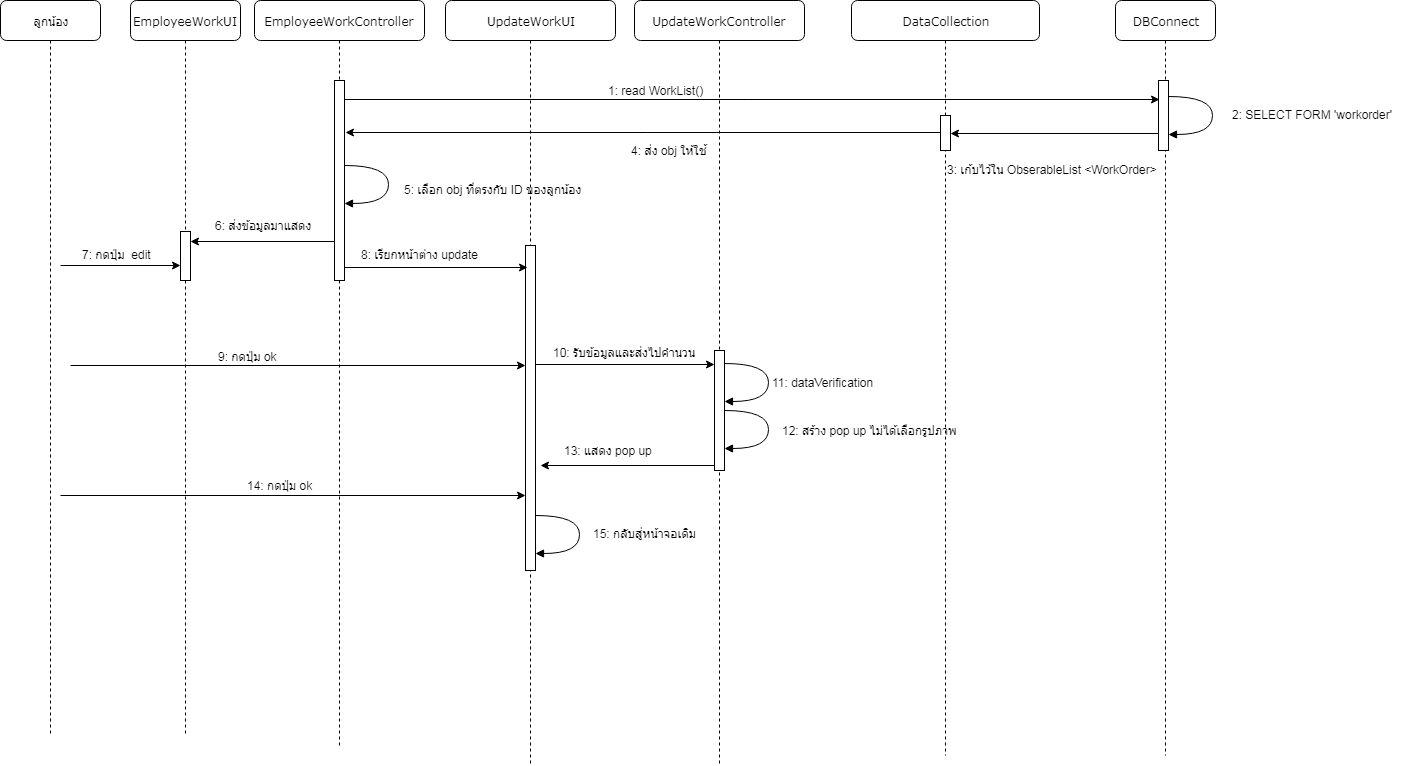 ลูกน้อง
EmployeeWorkUI
EmployeeWorkController
UpdateWorkUI
UpdateWorkController
DataCollection
DBConnect
1: read WorkList()
2: SELECT FORM 'workorder'
4: ส่ง obj ให้ใช้
3: เก้บไว้ใน ObserableList <WorkOrder>
5: เลือก obj ที่ตรงกับ ID ของลูกน้อง
6: ส่งข้อมูลมาแสดง
7: กดปุ่ม edit
8: เรียกหน้าต่าง update
9: กดปุ่ม ok
10: รับข้อมูลและส่งไปคำนวน
11: dataVerification
12: สร้าง pop up ไม่ได้เลือกรูปภาพ
13: แสดง pop up
14: กดปุ่ม ok
15: กลับสู่หน้าจอเดิม